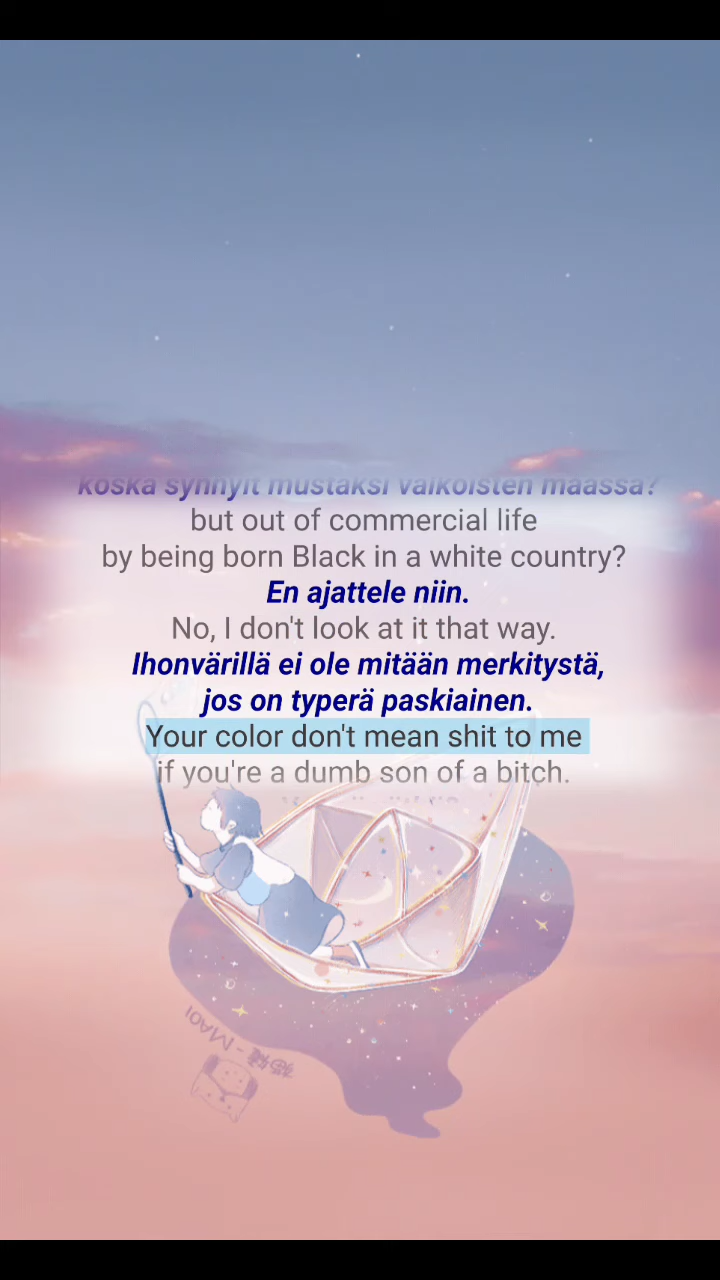 koska synnyit mustaksi valkoisten maassa?
but out of commercial life
by being born Black in a white country?
En ajattele niin.
No, I don't look at it that way.
Ihonvärillä ei ole mitään merkitystä,
jos on typerä paskiainen.
Your color don't mean shit to me
if you're a dumb son of a bitch.
MAOI